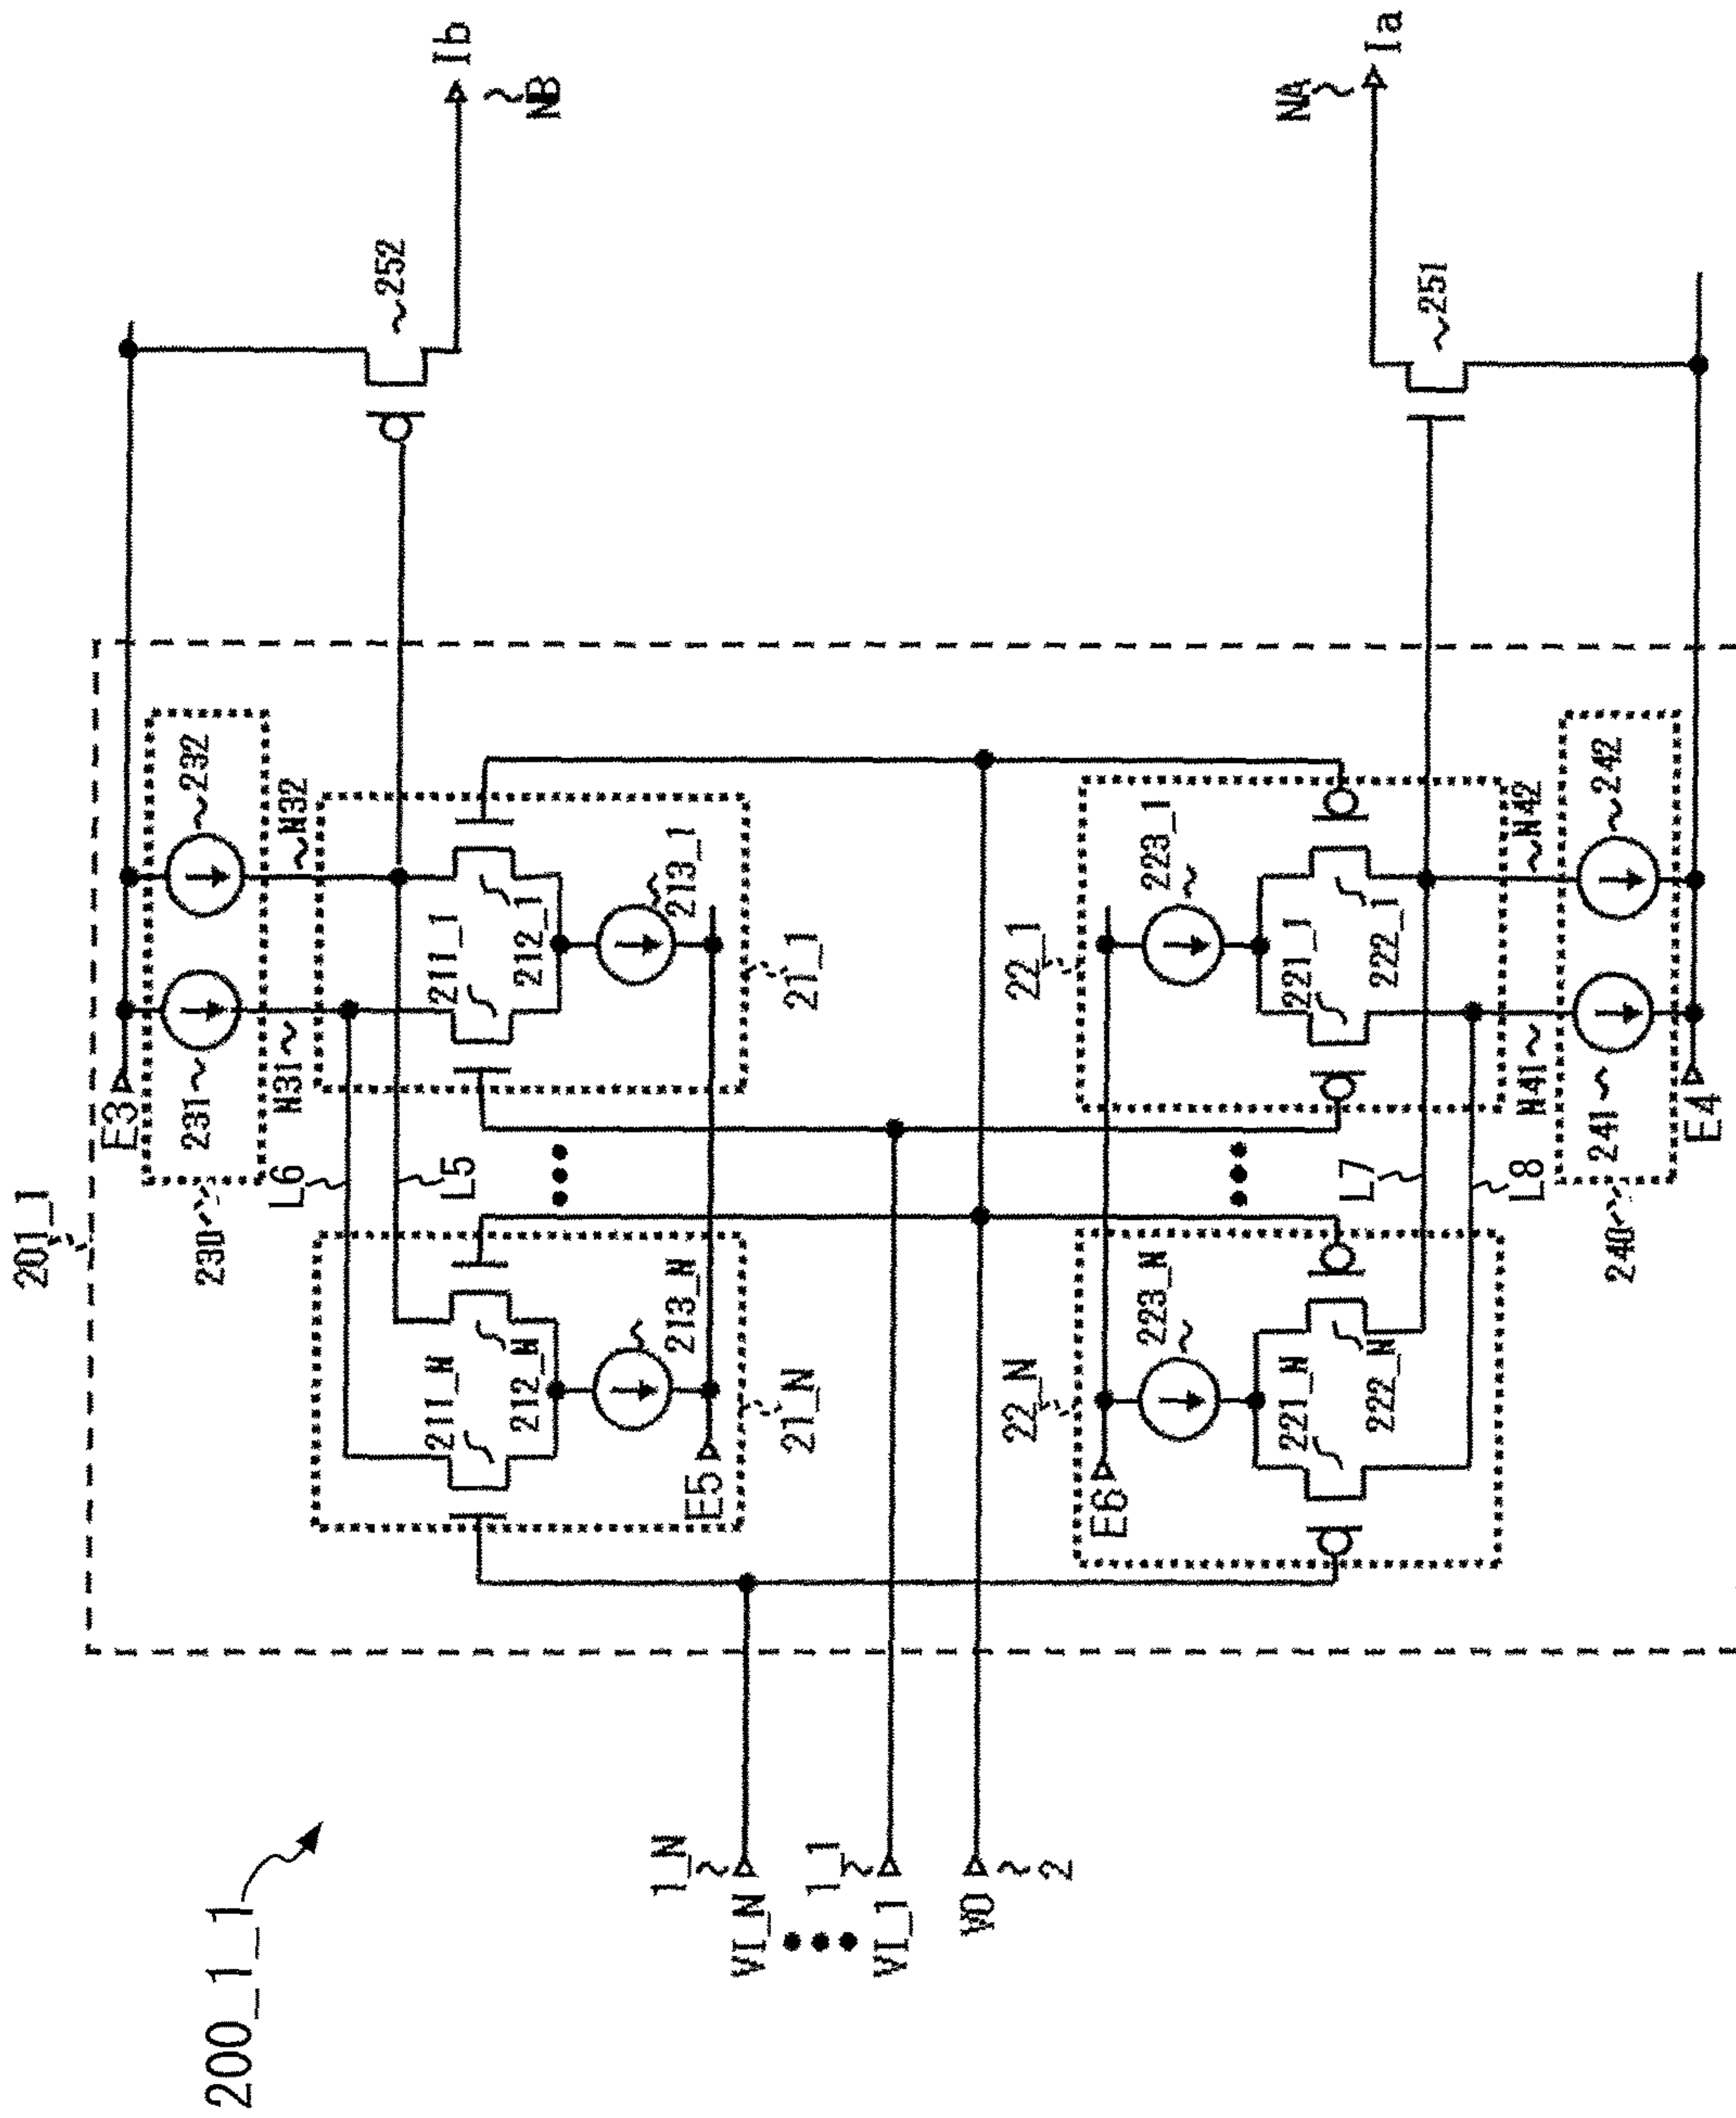 200_1_1
201_1
E3
230
231
232
252
Ib
NB
N31
N32
L6
L5
211_N
212_N
213_N
21_N
E5
211_1
212_1
213_1
21_1
VI_N
1_N
VI_1
1_1
VO
2
E6
22_N
223_N
221_N
222_N
22_1
223_1
221_1
222_1
L7
L8
N41
N42
240
241
242
E4
251
NA
Ia